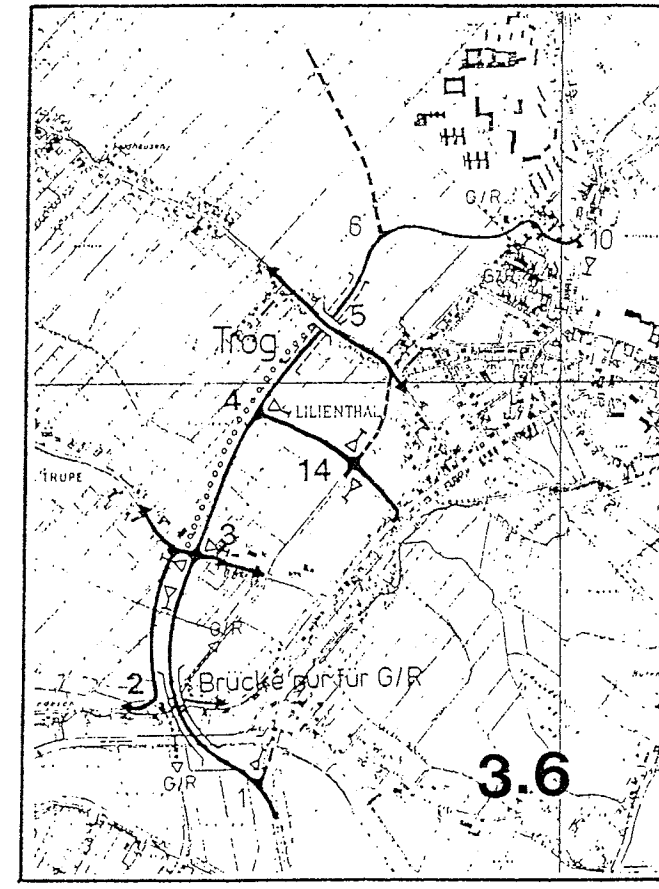 G/R
6
10
G/R
5
Trog
4
LILIENTHAL
14
TRUPE
3
G/R
2
Brücke nur für G/R
G/R
1
3.6